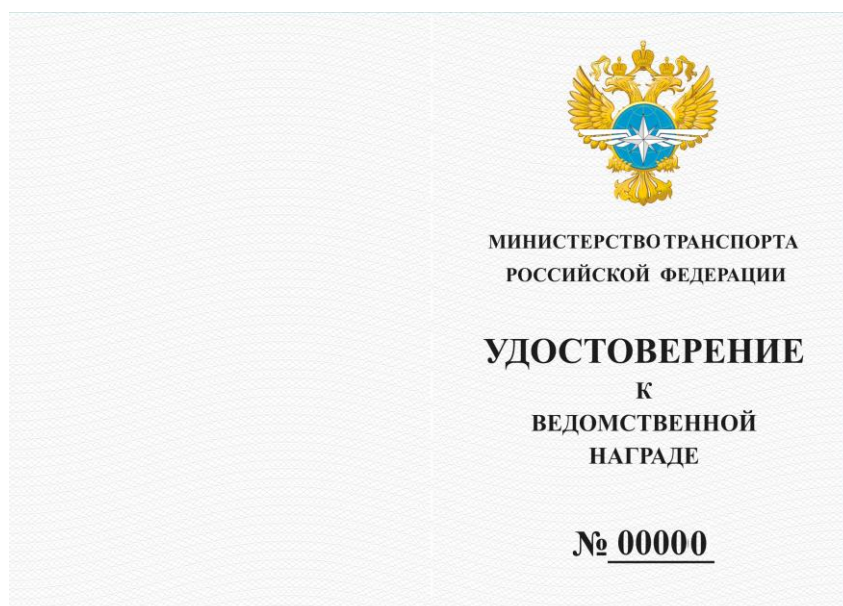 МИНИСТЕРСТВО ТРАНСПОРТА
РОССИЙСКОЙ ФЕДЕРАЦИИ
УДОСТОВЕРЕНИЕ
К
ВЕДОМСТВЕННОЙ
НАГРАДЕ
№ 00000